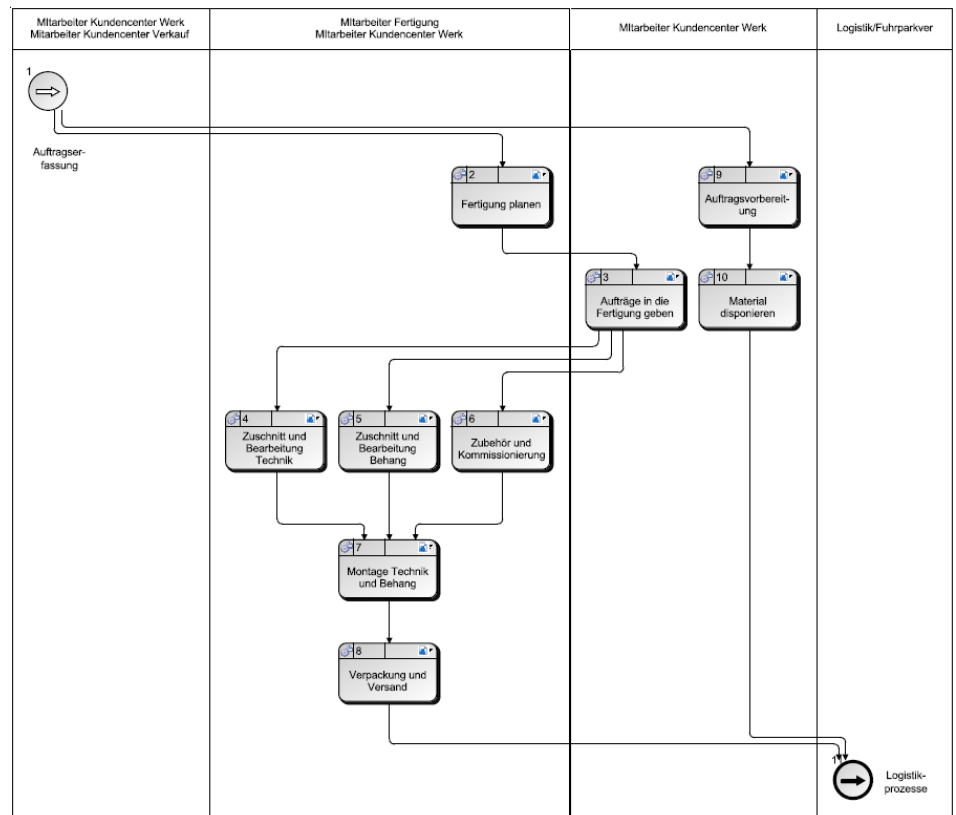 MItarbeiter Kundencenter Werk
Mitarbeiter Kundencenter Verkauf
MItarbeiter Fertigung
MItarbeiter Kundencenter Werk
MItarbeiter Kundencenter Werk
Logistik/Fuhrparkver
1
Auftragser-
fassung
2
Fertigung planen
9
Auftragsvorbereit-
ung
3
Aufträge in die
Fertigung geben
10
Material
disponieren
4
Zuschnitt und
Bearbeitung
Technik
5
Zuschnitt und
Bearbeitung
Behang
6
Zubehör und
Kommissionierung
7
Montage Technik
und Behang
8
Verpackung und
Versand
1
Logistik-
prozesse